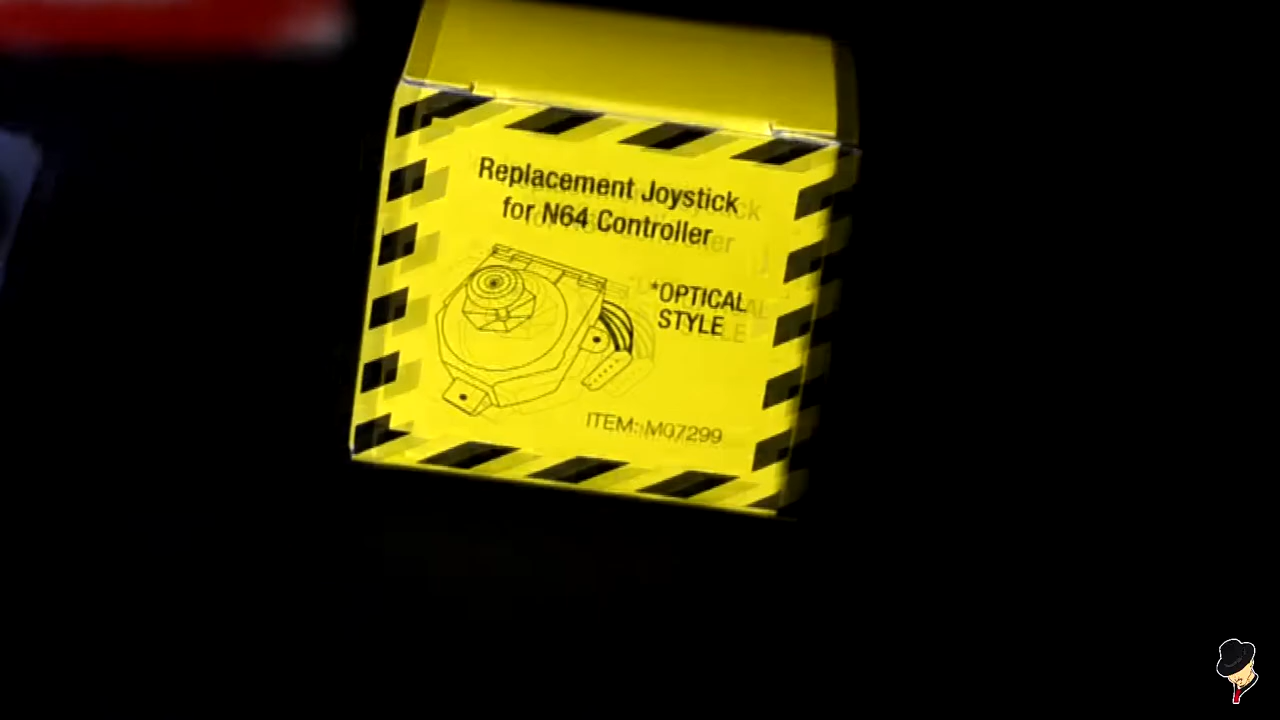 Replacement Joystick
for N64 Controller
*OPTICAL
STYLE
ITEM: M07299